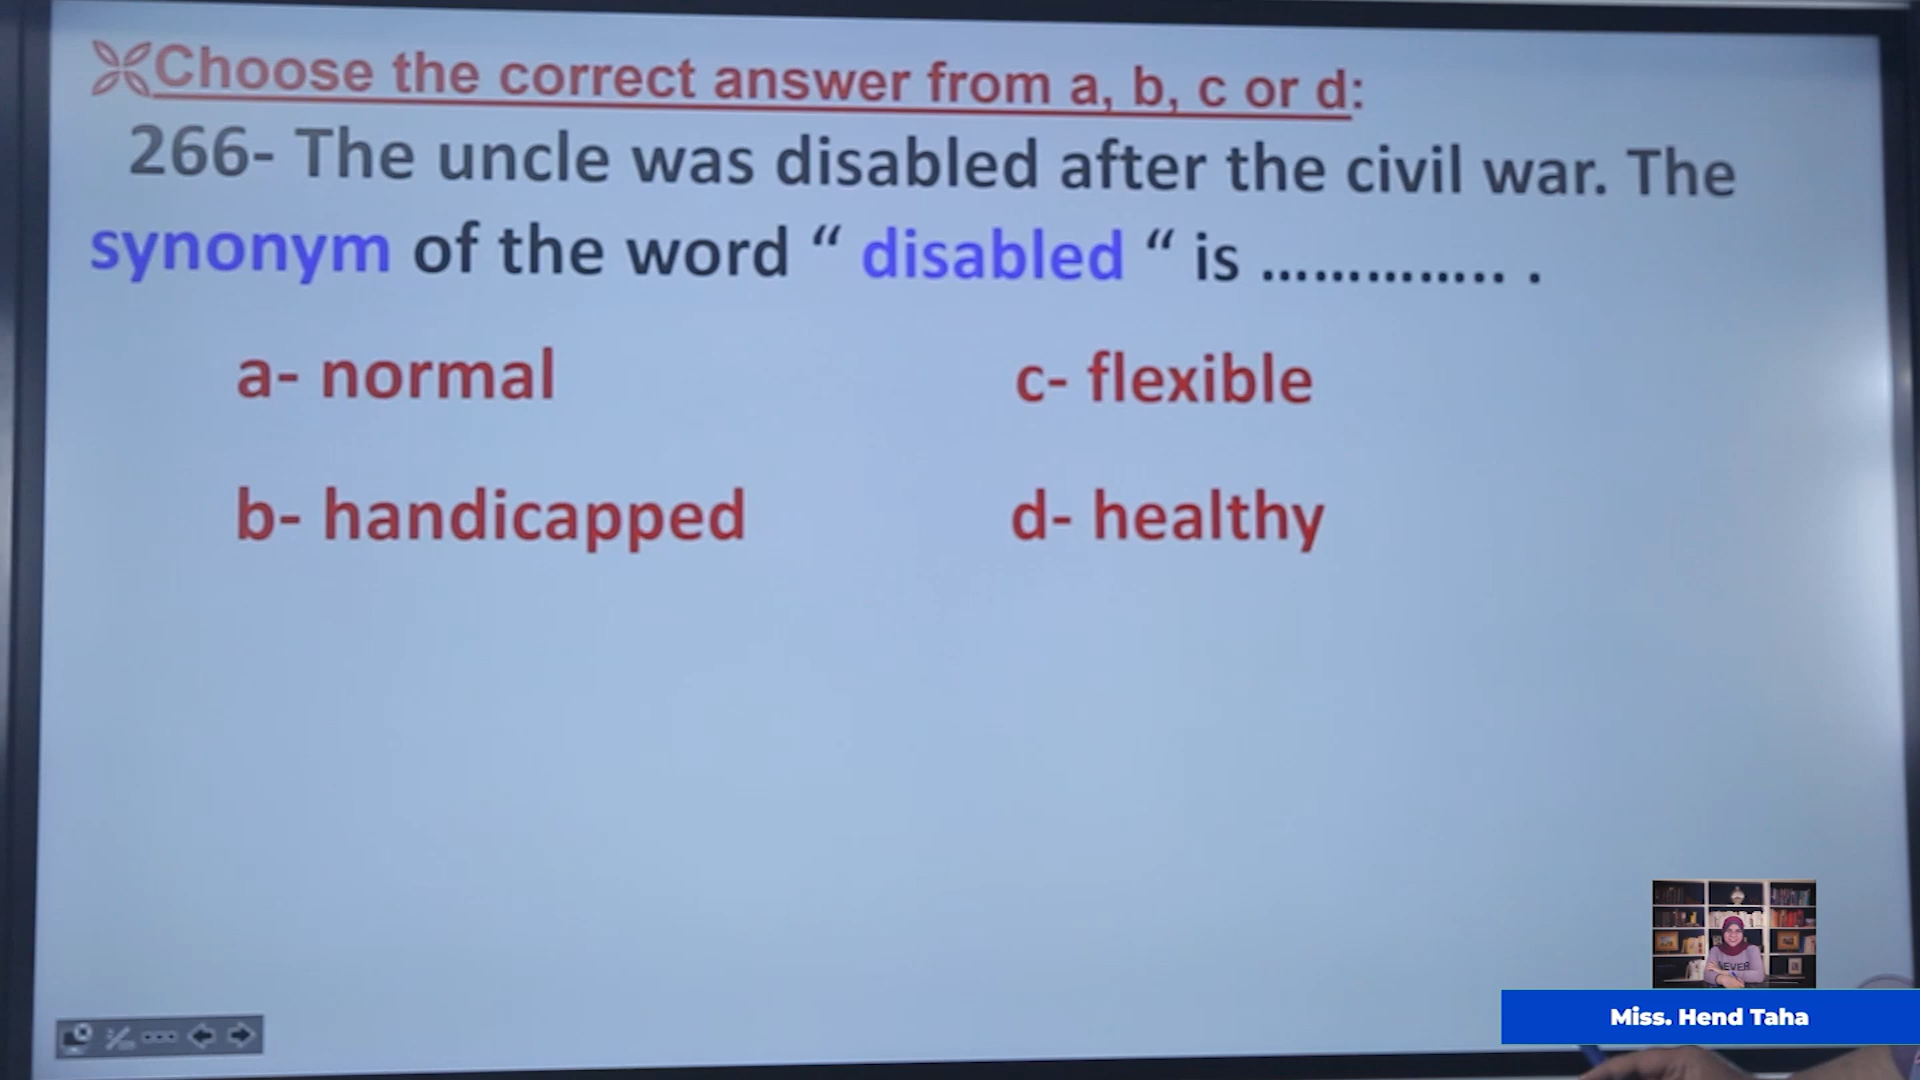 Choose the correct answer from a, b, c or d:
266- The uncle was disabled after the civil war. The
synonym of the word “ disabled “ is ………….. .
a- normal
c- flexible
b- handicapped
d- healthy
NEVER
Miss. Hend Taha